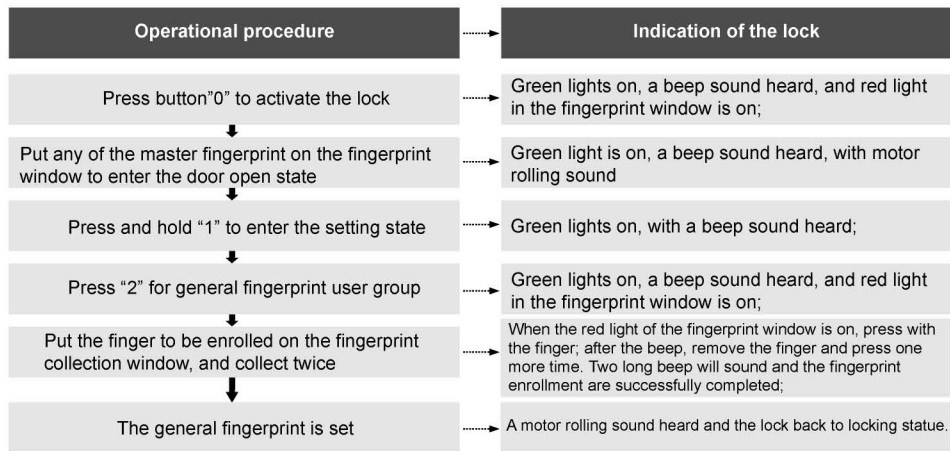 Operational procedure
Indication of the lock
Press button"0" to activate the lock
Green lights on, a beep sound heard, and red light
in the fingerprint window is on;
Put any of the master fingerprint on the fingerprint
window to enter the door open state
Green light is on, a beep sound heard, with motor
rolling sound
Press and hold “1” to enter the setting state
Green lights on, with a beep sound heard;
Press “2” for general fingerprint user group
Green lights on, a beep sound heard, and red light
in the fingerprint window is on;
Put the finger to be enrolled on the fingerprint
collection window, and collect twice
When the red light of the fingerprint window is on, press with
the finger; after the beep, remove the finger and press one
more time. Two long beep will sound and the fingerprint
enrollment are successfully completed;
The general fingerprint is set
A motor rolling sound heard and the lock back to locking statue.